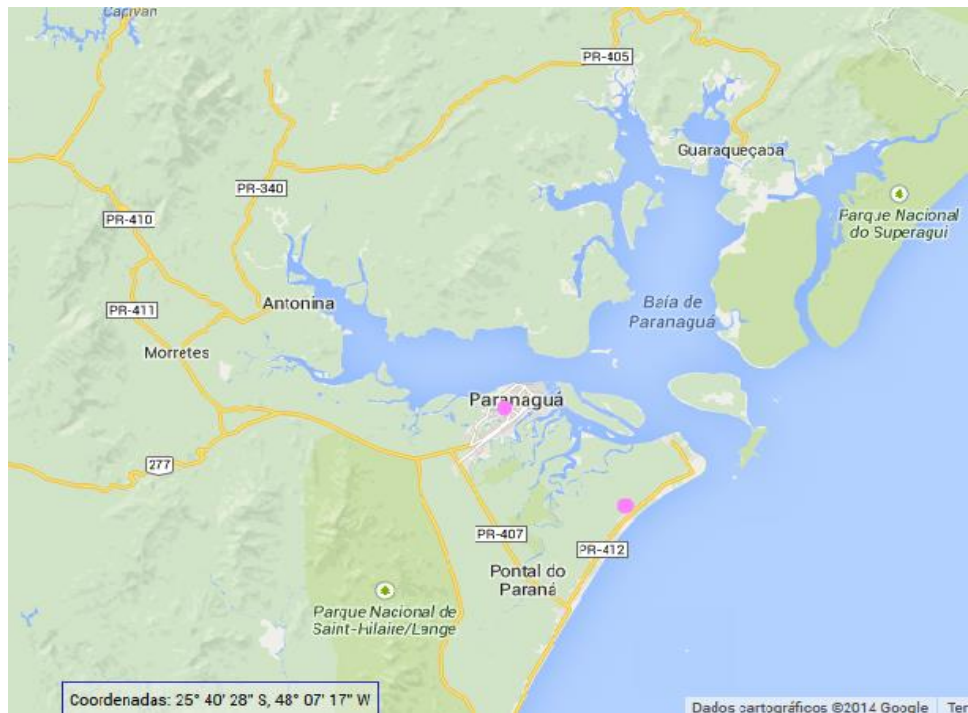 Capivari
PR-405
Guaraqueçaba
PR-340
Parque Nacional
do Superagui
PR-410
Antonina
Baía de
Paranaguá
PR-411
Morretes
Paranaguá
277
PR-407
PR-412
Pontal do
Paraná
Parque Nacional de
Saint-Hilaire/Lange
Coordenadas: 25° 40' 28" S, 48° 07' 17" W
Dados cartográficos ©2014 Google
Ter